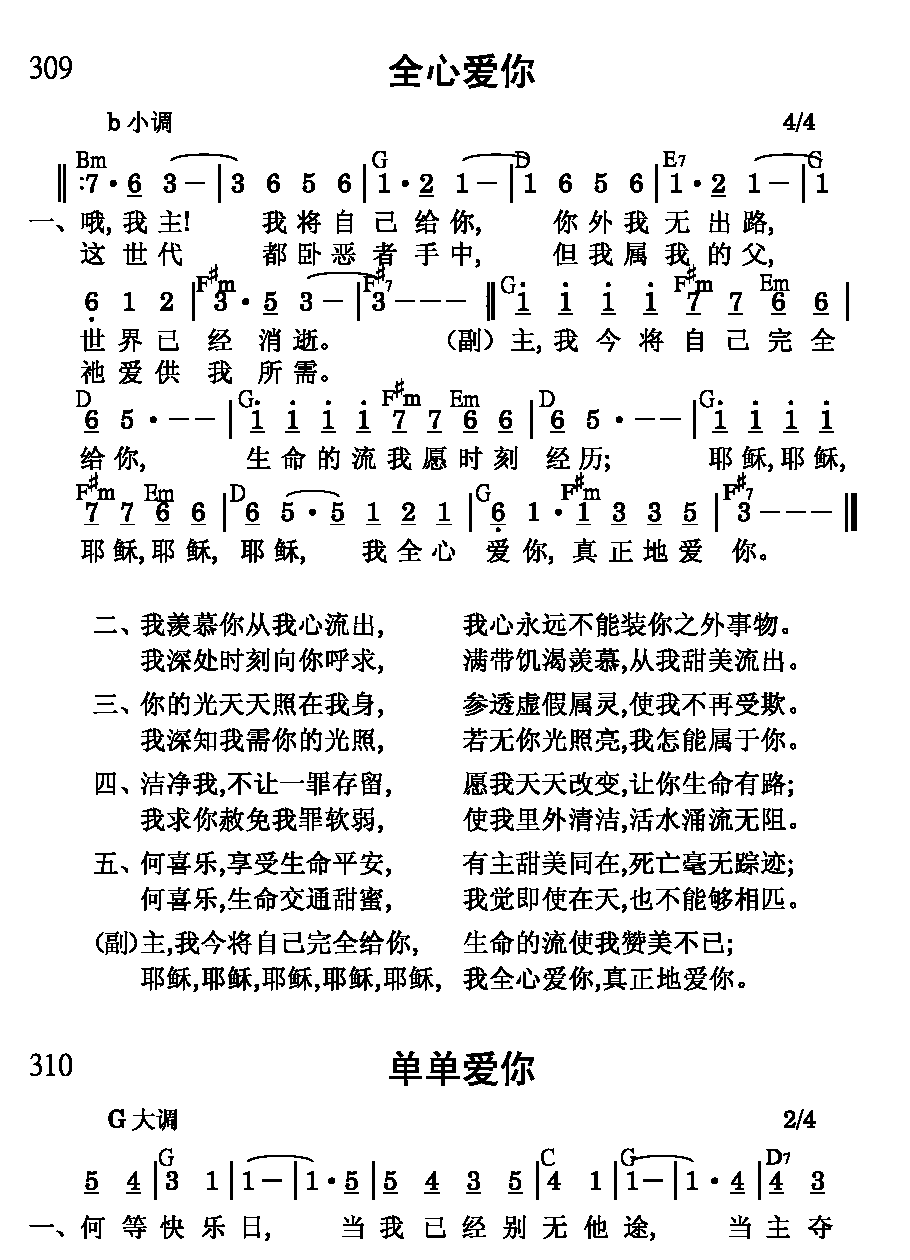 309
全心爱你
b 小调 4/4
Bm G D E7 G
‖:7·6 3－|3 6 5 6|1·2 1－|1 6 5 6|1·2 1－|1
一、哦,我主! 我将自己给你, 你外我无出路,
这世代 都卧恶者手中, 但我属我的父,
F♯m F♯7 G F♯m Em
6 1 2|3·5 3－|3－－－‖1 1 1 1 7 7 6 6|
世界已经消逝。 (副) 主,我今将自己完全
祂爱供我所需。
D G F♯m Em D G
6 5·－－|1 1 1 1 7 7 6 6|6 5·－－|1 1 1 1
给你, 生命的流我愿时刻经历; 耶稣,耶稣,
F♯m Em D G F♯m F♯7
7 7 6 6|6 5·5 1 2 1|6 1·1 3 3 5|3－－－‖
耶稣,耶稣, 耶稣, 我全心爱你, 真正地爱你。
二、我羡慕你从我心流出, 我心永远不能装你之外事物。
我深处时刻向你呼求, 满带饥渴羡慕,从我甜美流出。
三、你的光天天照在我身, 参透虚假属灵,使我不再受欺。
我深知我需你的光照, 若无你光照亮,我怎能属于你。
四、洁净我,不让一罪存留, 愿我天天改变,让你生命有路;
我求你赦免我罪软弱, 使我里外清洁,活水涌流无阻。
五、何喜乐,享受生命平安, 有主甜美同在,死亡毫无踪迹;
何喜乐,生命交通甜蜜, 我觉即使在天,也不能够相匹。
(副)主,我今将自己完全给你, 生命的流使我赞美不已;
耶稣,耶稣,耶稣,耶稣,耶稣, 我全心爱你,真正地爱你。
310
单单爱你
G 大调 2/4
G C G D7
5 4|3 1|1－|1·5|5 4 3 5|4 1|1－|1·5|4 3
一、何等快乐日, 当我已经别无他途, 当主夺